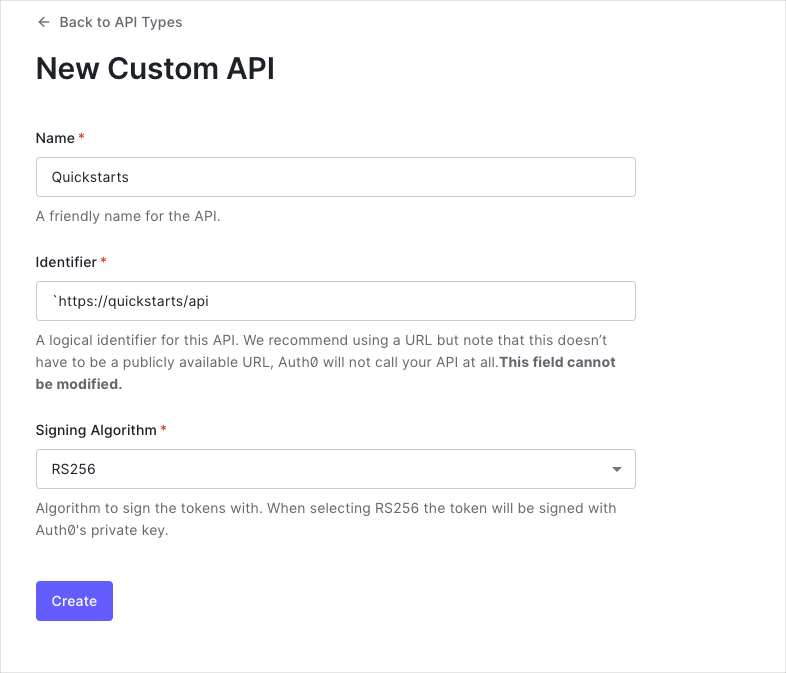 ← Back to API Types
New Custom API
Name *
Quickstarts
A friendly name for the API.
Identifier *
`https://quickstarts/api
A logical identifier for this API. We recommend using a URL but note that this doesn’t
have to be a publicly available URL, Auth0 will not call your API at all.This field cannot
be modified.
Signing Algorithm *
RS256
Algorithm to sign the tokens with. When selecting RS256 the token will be signed with
Auth0's private key.
Create